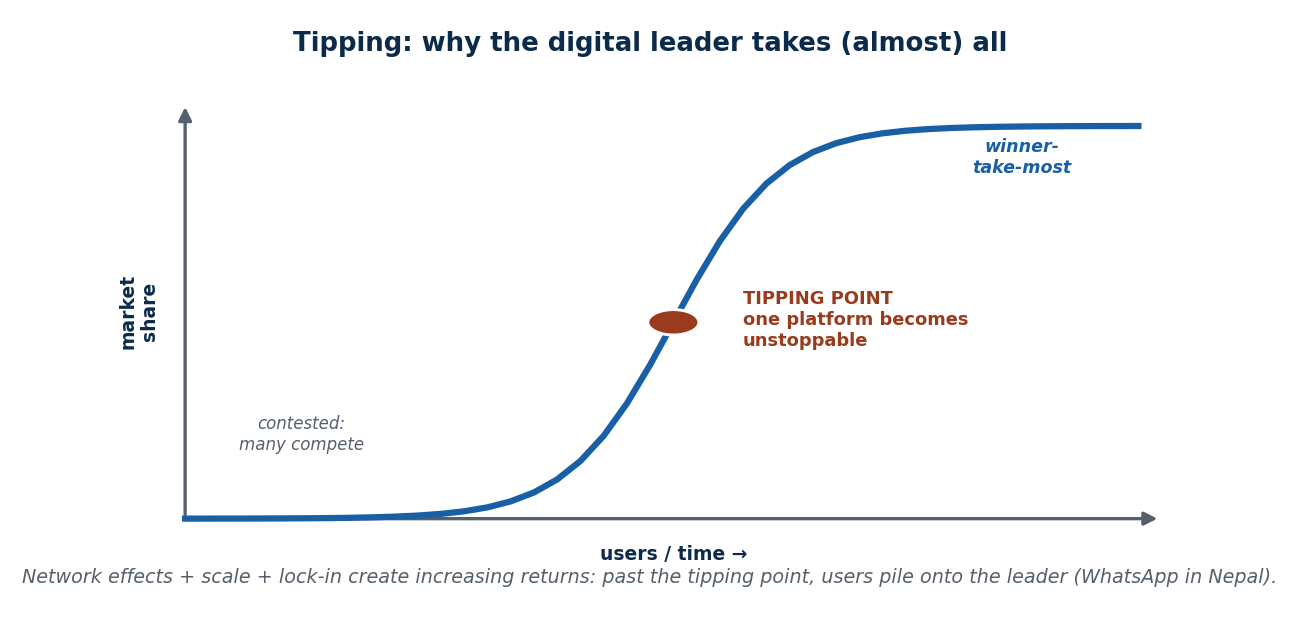 Tipping: why the digital leader takes (almost) all
winner-
take-most
TIPPING POINT
one platform becomes
unstoppable
market
share
contested:
many compete
users / time →
Network effects + scale + lock-in create increasing returns: past the tipping point, users pile onto the leader (WhatsApp in Nepal).